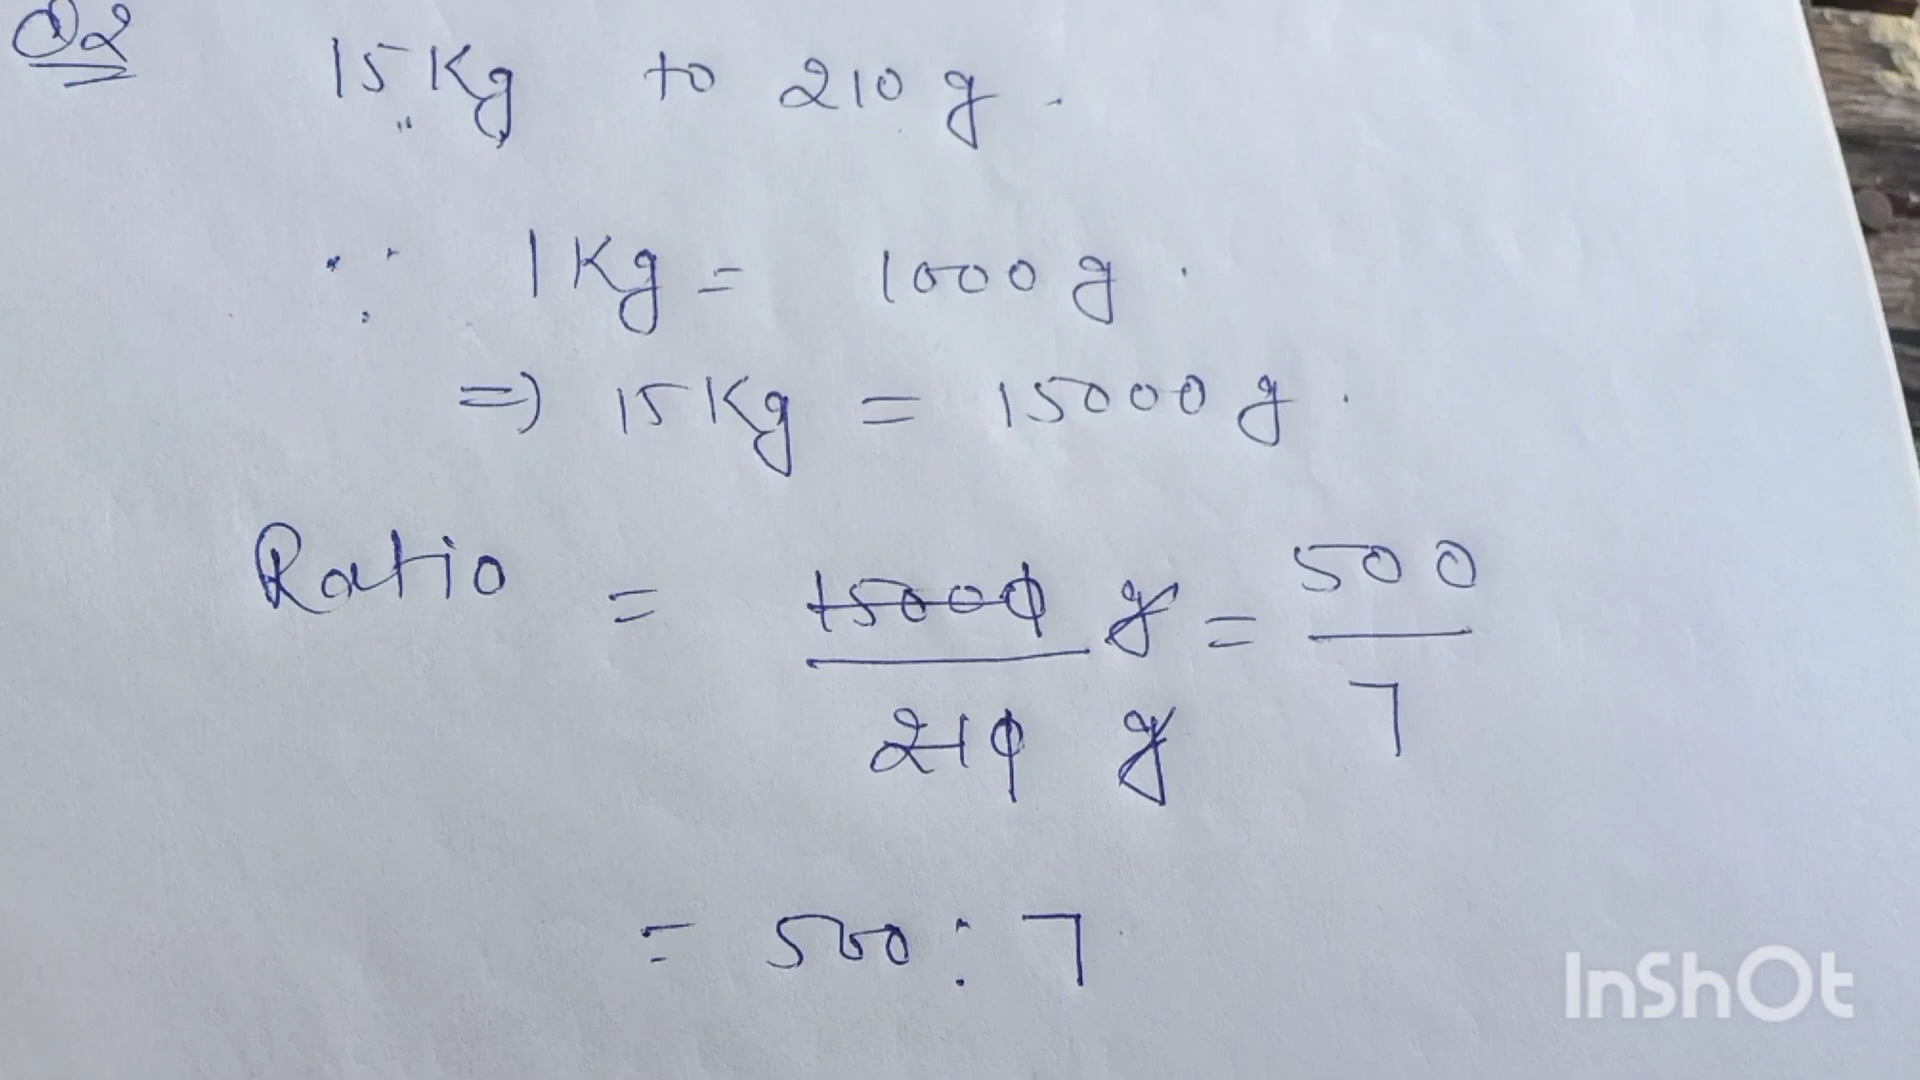 Q2
15 Kg to 210 g.
∵ 1 Kg = 1000 g.
=> 15 Kg = 15000 g.
Ratio = 15000 g / 210 g = 500 / 7
= 500 : 7
InShOt